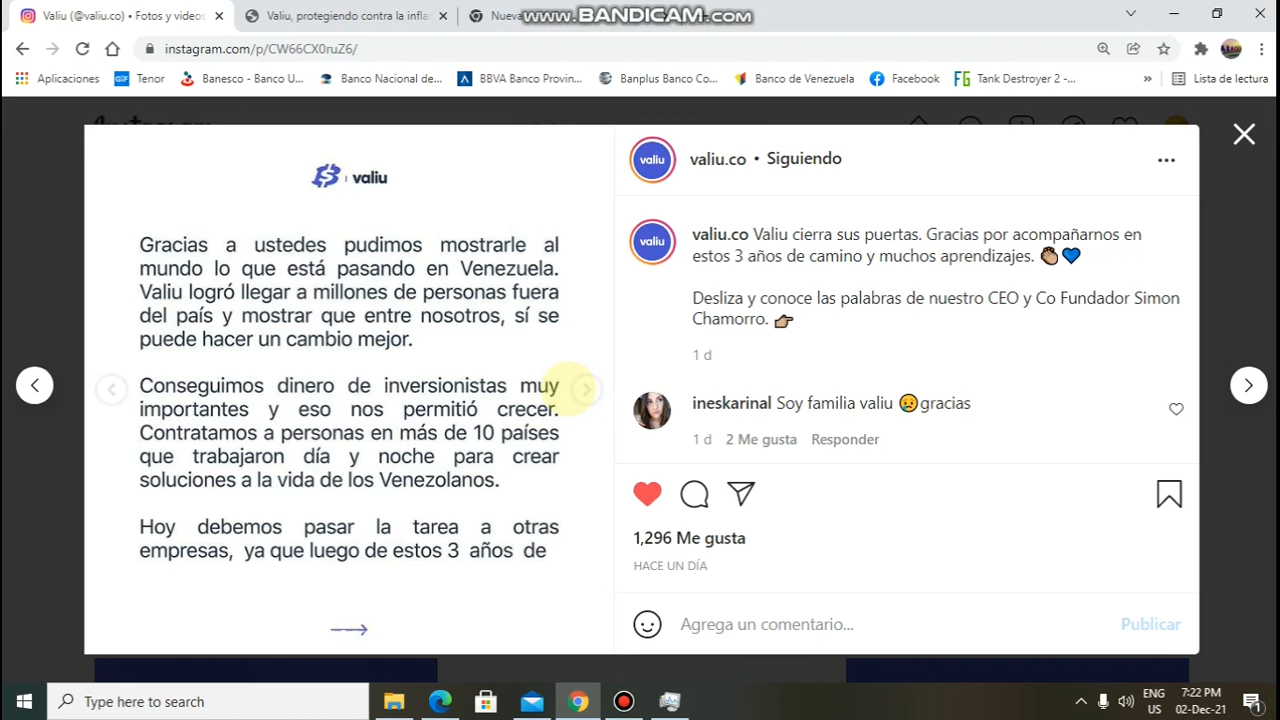 Valiu (@valiu.co) • Fotos y videos
Valiu, protegiendo contra la infla
Nueva
www.BANDICAM.com
instagram.com/p/CW66CX0ruZ6/
Aplicaciones
GIF
Tenor
Banesco - Banco U...
Banco Nacional de...
BBVA Banco Provin...
Banplus Banco Co...
Banco de Venezuela
Facebook
FG
Tank Destroyer 2 -...
»
Lista de lectura
valiu
Gracias a ustedes pudimos mostrarle al
mundo lo que está pasando en Venezuela.
Valiu logró llegar a millones de personas fuera
del país y mostrar que entre nosotros, sí se
puede hacer un cambio mejor.
Conseguimos dinero de inversionistas muy
importantes y eso nos permitió crecer.
Contratamos a personas en más de 10 países
que trabajaron día y noche para crear
soluciones a la vida de los Venezolanos.
Hoy debemos pasar la tarea a otras
empresas, ya que luego de estos 3 años de
valiu
valiu.co • Siguiendo
valiu
valiu.co Valiu cierra sus puertas. Gracias por acompañarnos en
estos 3 años de camino y muchos aprendizajes. 👏🏼💙
Desliza y conoce las palabras de nuestro CEO y Co Fundador Simon
Chamorro. 👉🏼
1 d
ineskarinal Soy familia valiu 😥gracias
1 d 2 Me gusta Responder
1,296 Me gusta
HACE UN DÍA
Agrega un comentario...
Publicar
Type here to search
ENG
US
7:22 PM
02-Dec-21
1